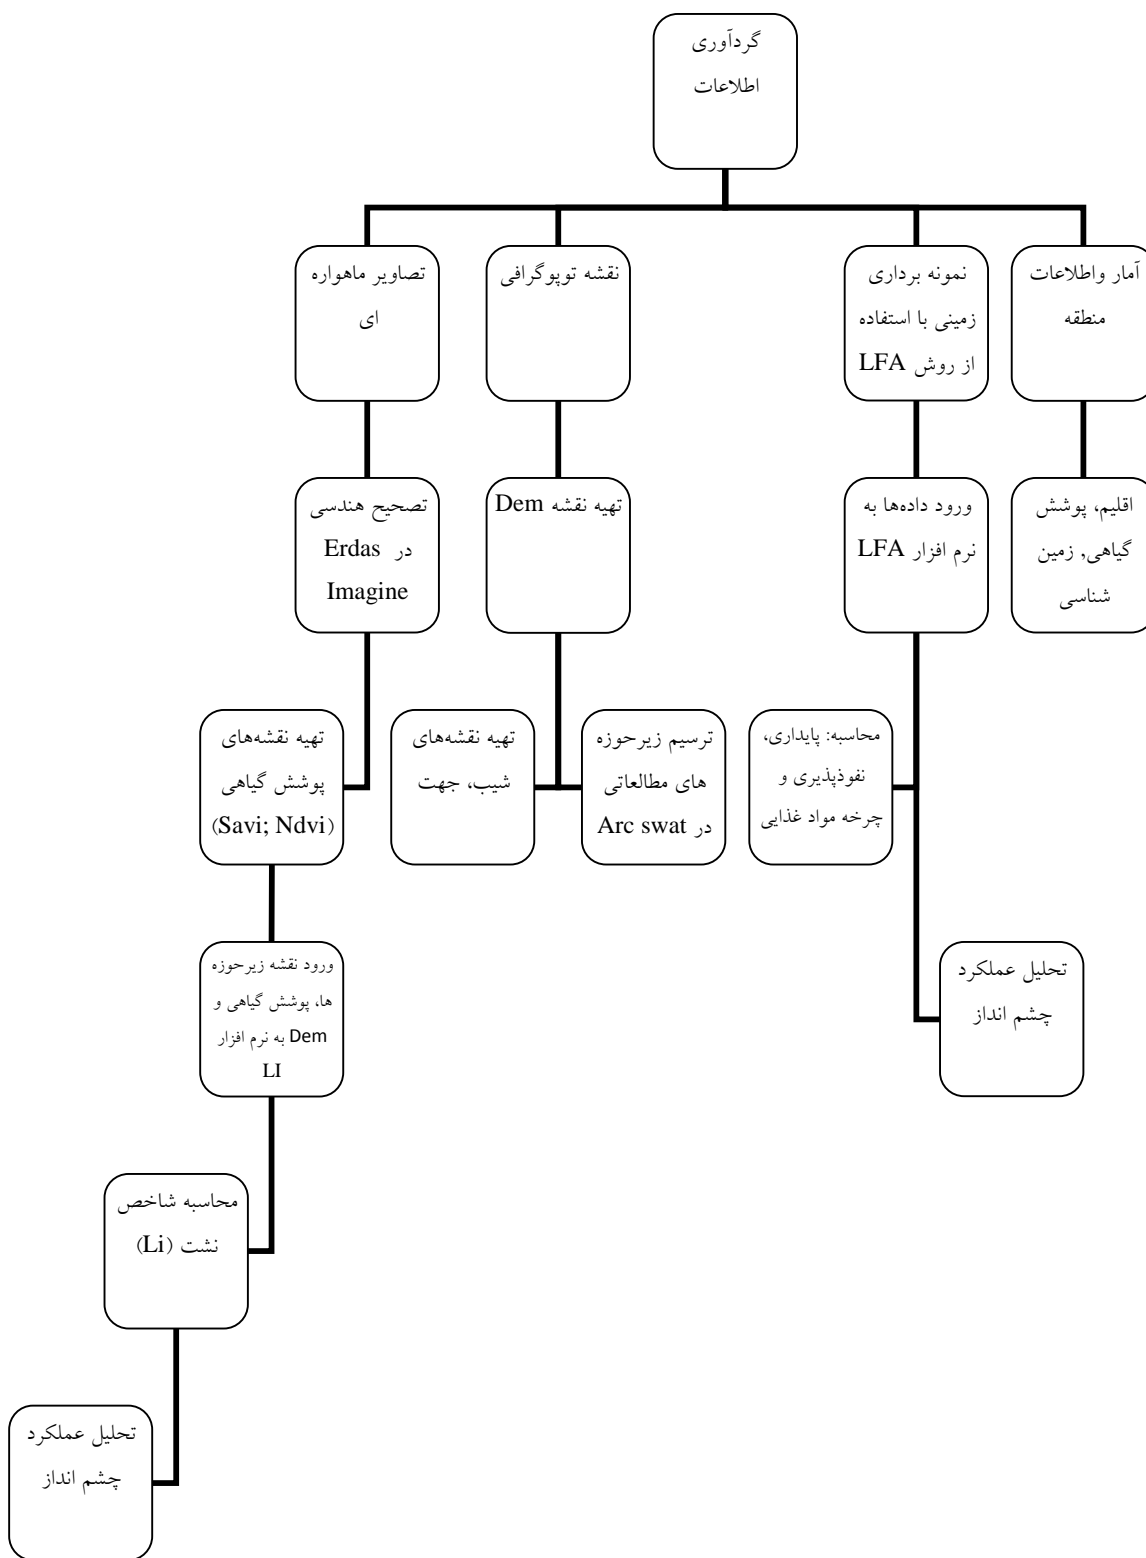 گردآوری
اطلاعات
آمار واطلاعات
منطقه
نمونه برداری
زمینی با استفاده
از روش LFA
نقشه توپوگرافی
تصاویر ماهواره
ای
اقلیم، پوشش
گیاهی, زمین
شناسی
ورود داده‌ها به
نرم افزار LFA
تهیه نقشه Dem
تصحیح هندسی
در Erdas
Imagine
محاسبه: پایداری،
نفوذپذیری و
چرخه مواد غذایی
ترسیم زیرحوزه
های مطالعاتی
در Arc swat
تهیه نقشه‌های
شیب، جهت
تهیه نقشه‌های
پوشش گیاهی
(Savi; Ndvi)
تحلیل عملکرد
چشم انداز
ورود نقشه زیرحوزه
ها، پوشش گیاهی و
Dem به نرم افزار
LI
محاسبه شاخص
نشت (Li)
تحلیل عملکرد
چشم انداز